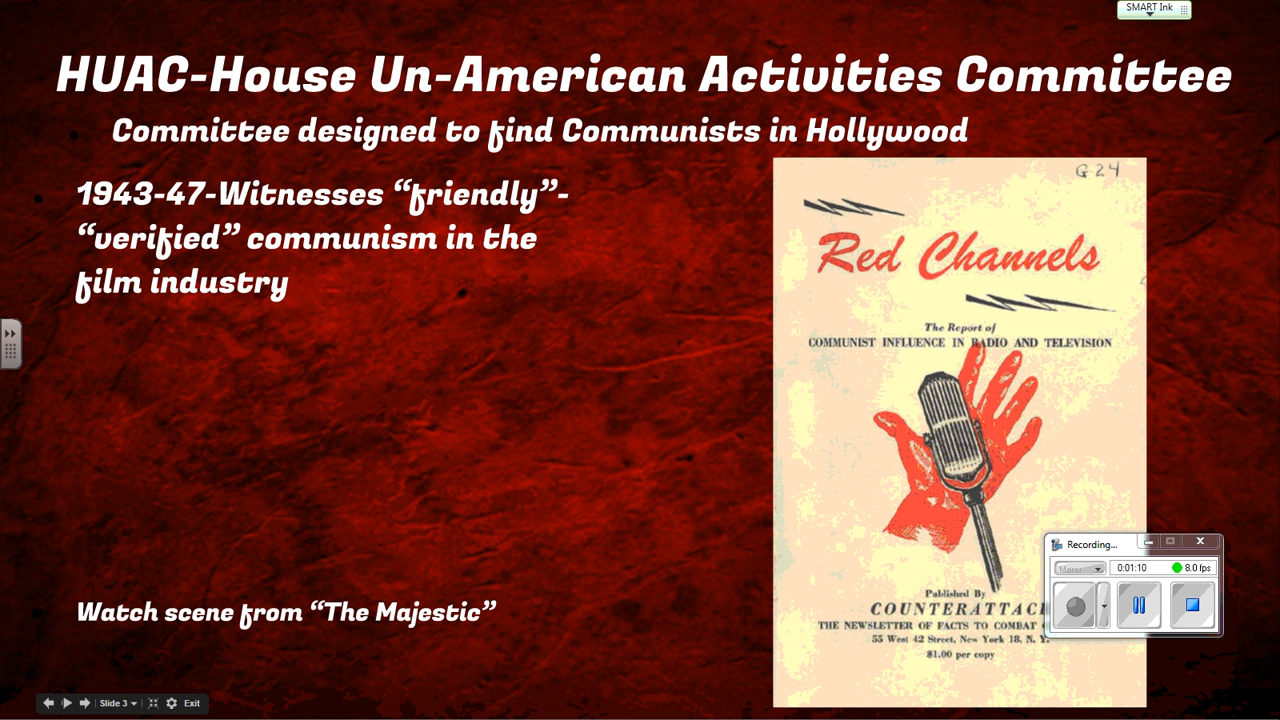 SMART Ink
HUAC-House Un-American Activities Committee
Committee designed to find Communists in Hollywood
1943-47-Witnesses “friendly”-
“verified” communism in the
film industry
G 24
Red Channels
The Report of
COMMUNIST INFLUENCE IN RADIO AND TELEVISION
Published By
COUNTERATTACK
THE NEWSLETTER OF FACTS TO COMBAT
55 West 42 Street, New York 18, N. Y.
$1.00 per copy
Recording...
Menu
0:01:10
8.0 fps
Watch scene from “The Majestic”
Slide 3
Exit